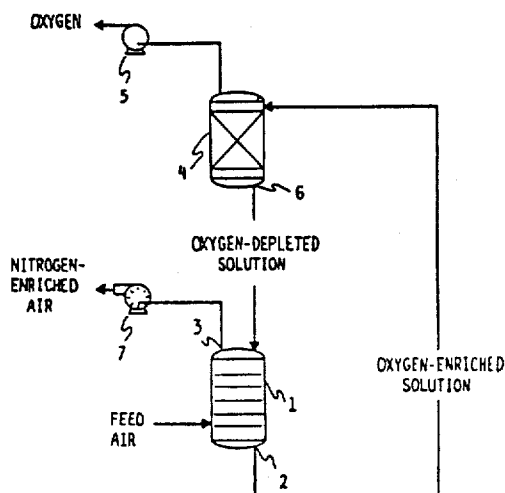 OXYGEN
5
4
6
OXYGEN-DEPLETED
SOLUTION
NITROGEN-
ENRICHED
AIR
7
3
OXYGEN-ENRICHED
SOLUTION
1
FEED
AIR
2